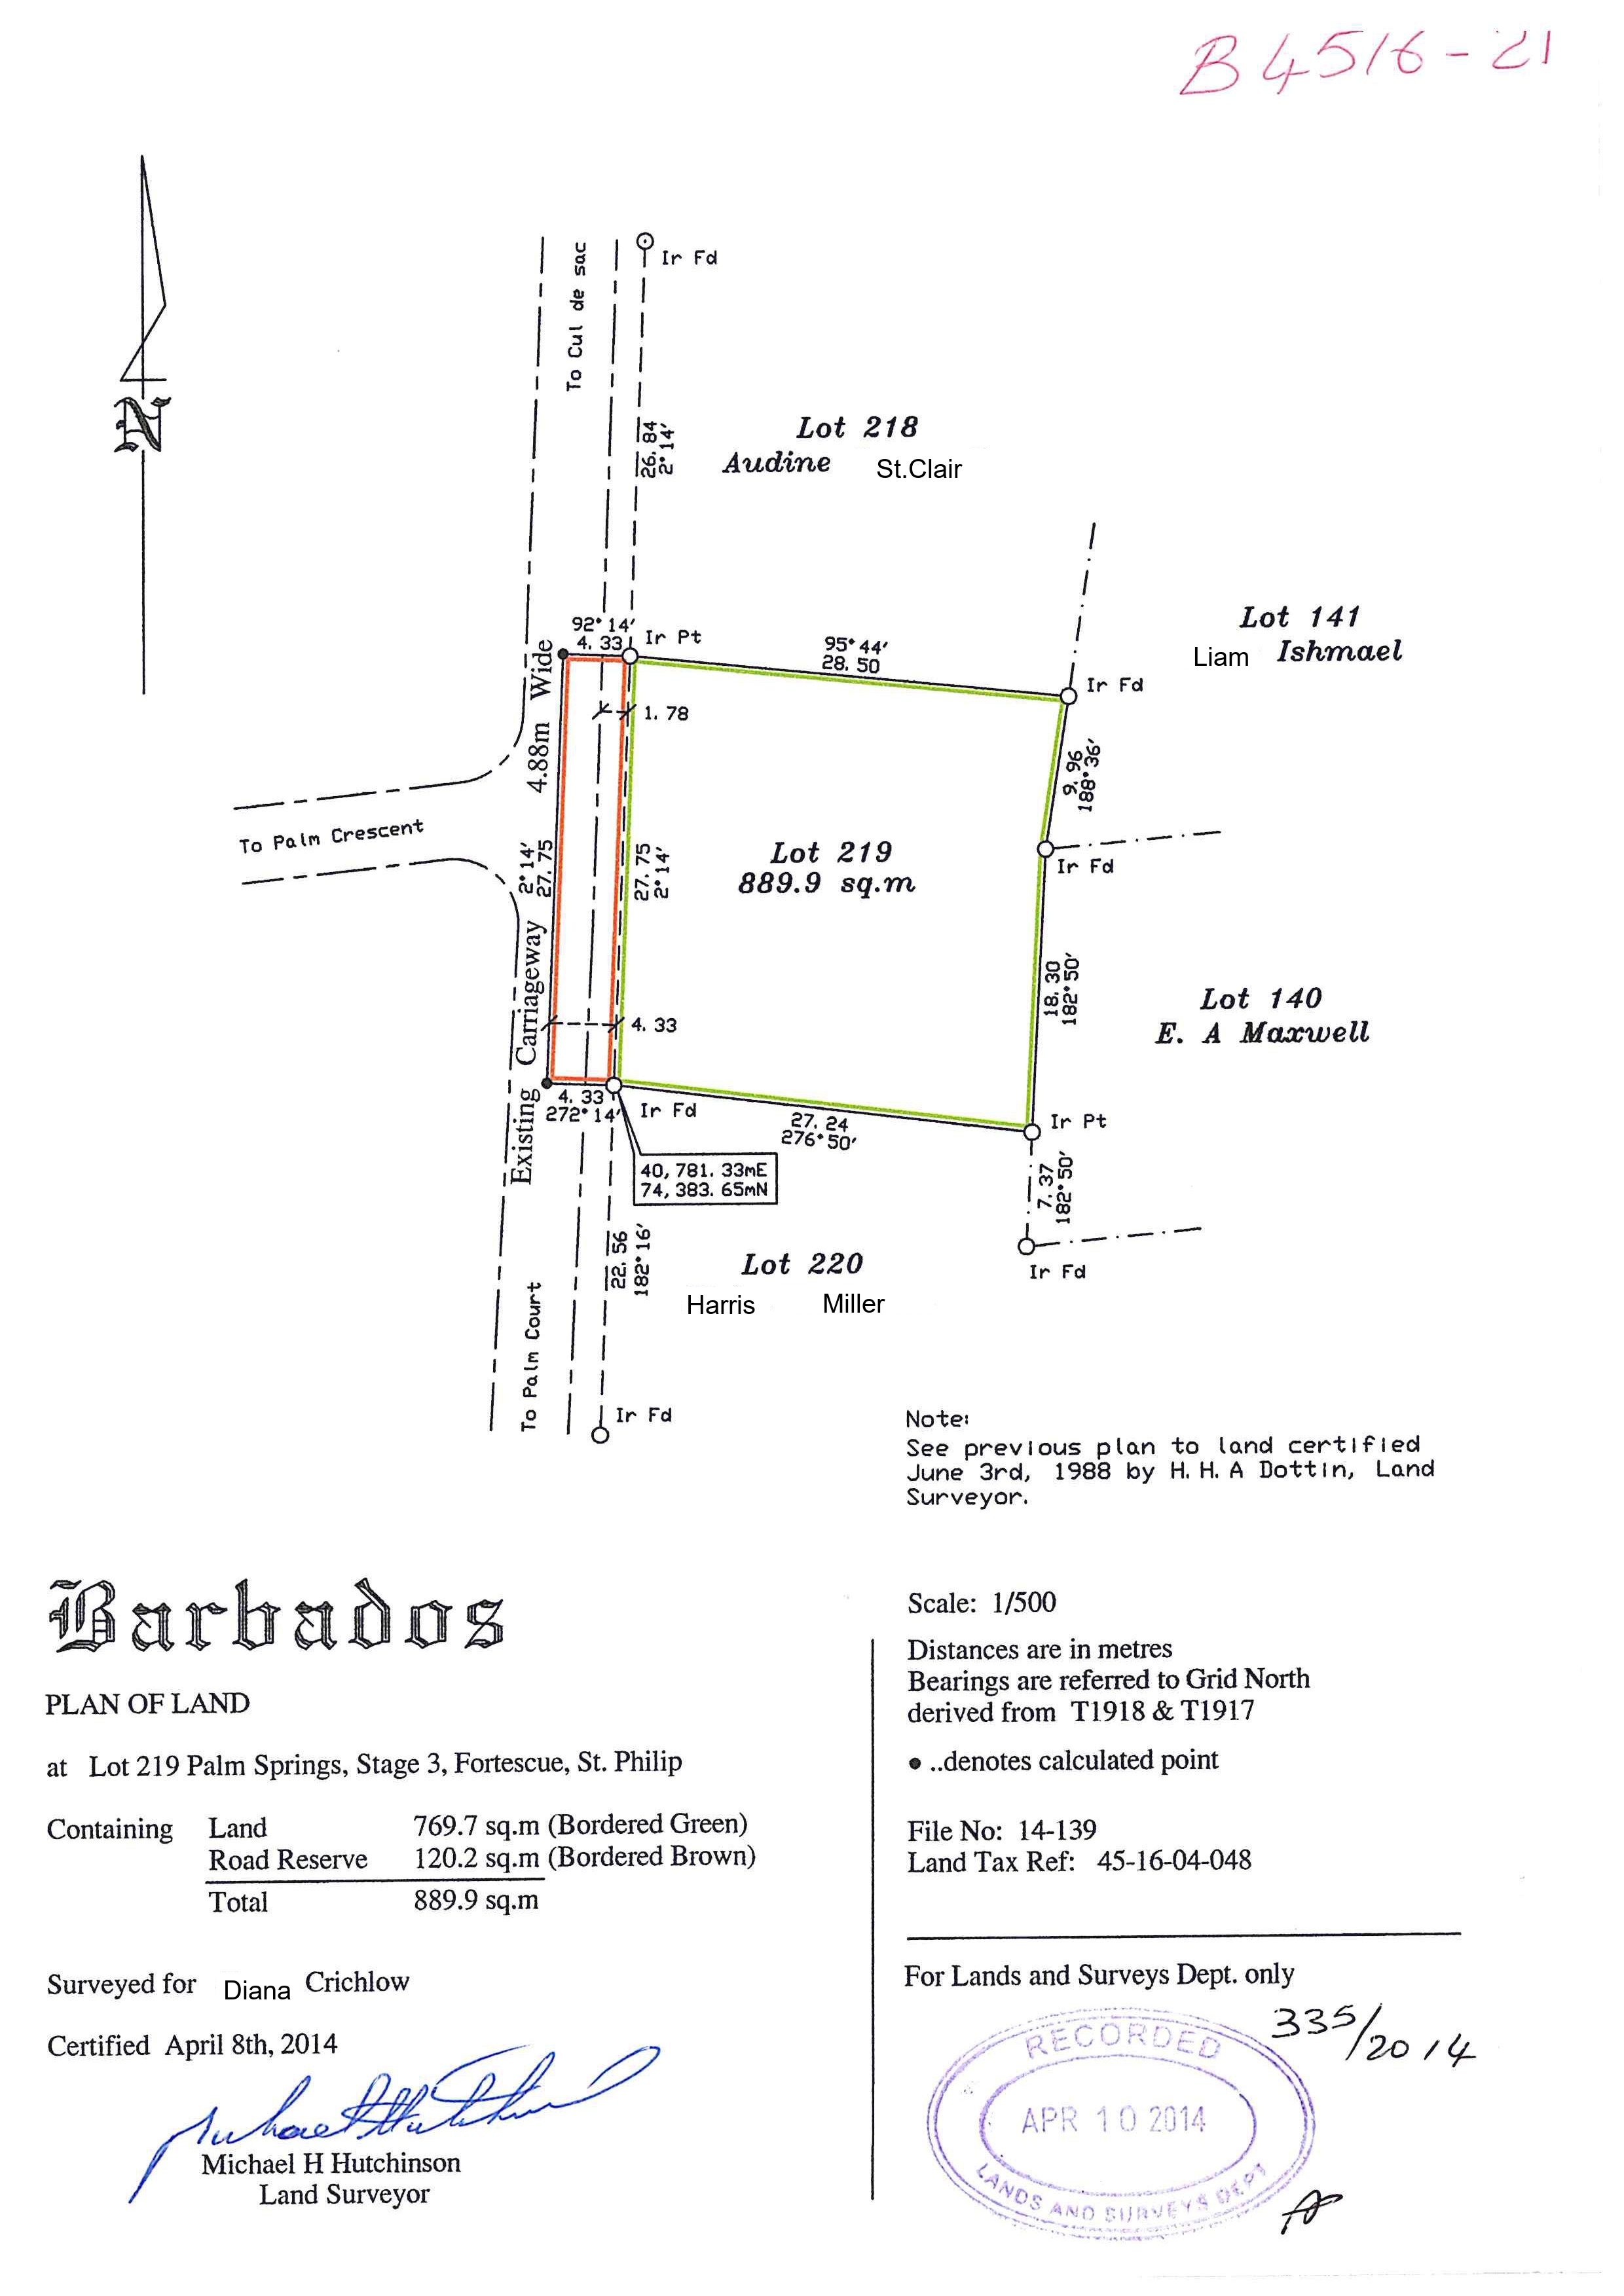 B4516-21
N
To Cul de sac
Ir Fd
26.84
2°14'
Lot 218
Audine St.Clair
Lot 141
Liam Ishmael
92°14'
4.33
Ir Pt
95°44'
28.50
Ir Fd
1.78
9.96
188°36'
Existing Carriageway 4.88m Wide
To Palm Crescent
2°14'
27.75
27.75
2°14'
Lot 219
889.9 sq.m
Ir Fd
18.30
182°50'
Lot 140
E. A Maxwell
4.33
4.33
272°14'
Ir Fd
27.24
276°50'
Ir Pt
40,781.33mE
74,383.65mN
7.37
182°50'
22.56
182°16'
Lot 220
Harris Miller
Ir Fd
To Palm Court
Ir Fd
Note:
See previous plan to land certified
June 3rd, 1988 by H.H.A Dottin, Land
Surveyor.
Barbados
PLAN OF LAND
at Lot 219 Palm Springs, Stage 3, Fortescue, St. Philip
Containing Land 769.7 sq.m (Bordered Green)
Road Reserve 120.2 sq.m (Bordered Brown)
Total 889.9 sq.m
Surveyed for Diana Crichlow
Certified April 8th, 2014
Michael H Hutchinson
Land Surveyor
Scale: 1/500
Distances are in metres
Bearings are referred to Grid North
derived from T1918 & T1917
● ..denotes calculated point
File No: 14-139
Land Tax Ref: 45-16-04-048
For Lands and Surveys Dept. only
335/2014
RECORDED
APR 10 2014
LANDS AND SURVEYS DEPT